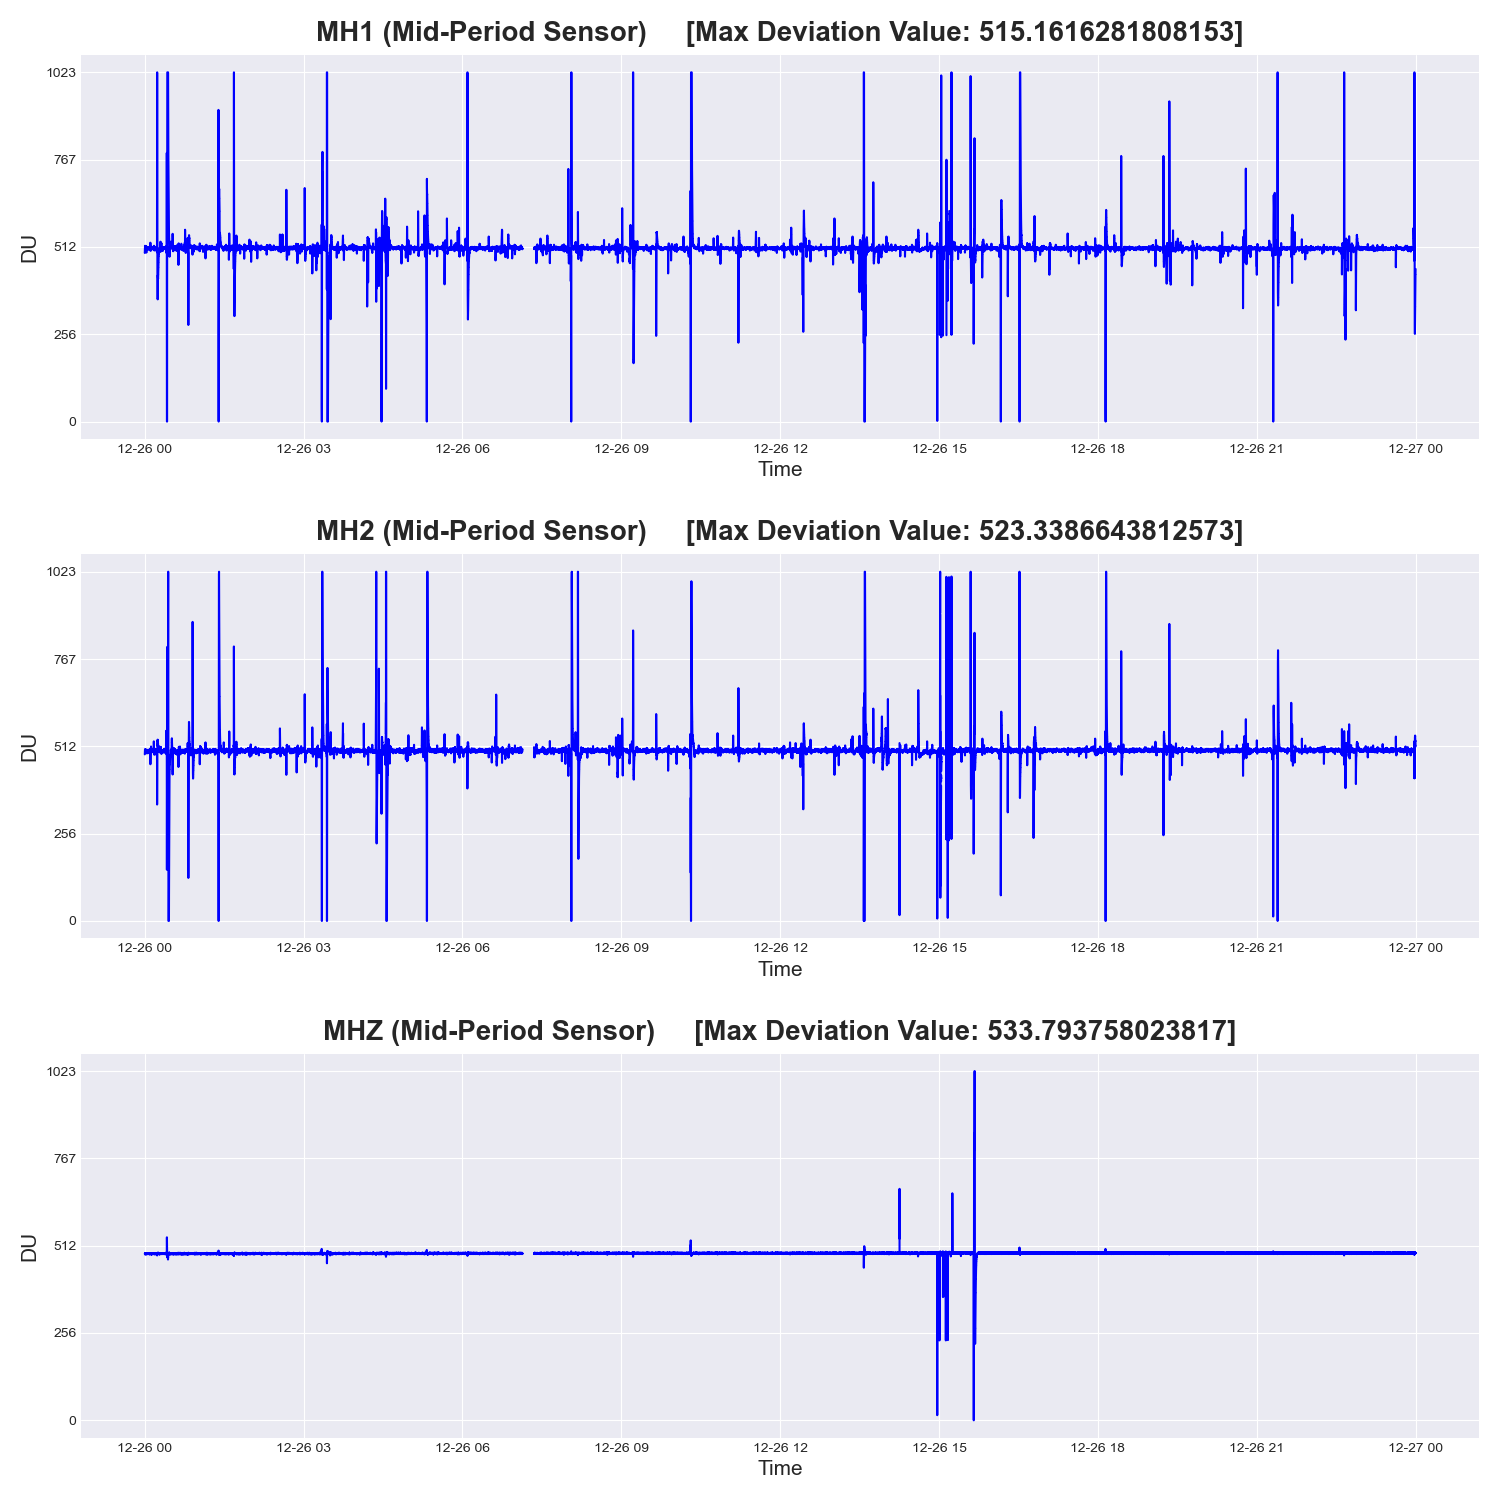 MH1 (Mid-Period Sensor) [Max Deviation Value: 515.1616281808153]
1023
767
512
256
0
DU
12-26 00 12-26 03 12-26 06 12-26 09 12-26 12 12-26 15 12-26 18 12-26 21 12-27 00
Time
MH2 (Mid-Period Sensor) [Max Deviation Value: 523.3386643812573]
1023
767
512
256
0
DU
12-26 00 12-26 03 12-26 06 12-26 09 12-26 12 12-26 15 12-26 18 12-26 21 12-27 00
Time
MHZ (Mid-Period Sensor) [Max Deviation Value: 533.793758023817]
1023
767
512
256
0
DU
12-26 00 12-26 03 12-26 06 12-26 09 12-26 12 12-26 15 12-26 18 12-26 21 12-27 00
Time